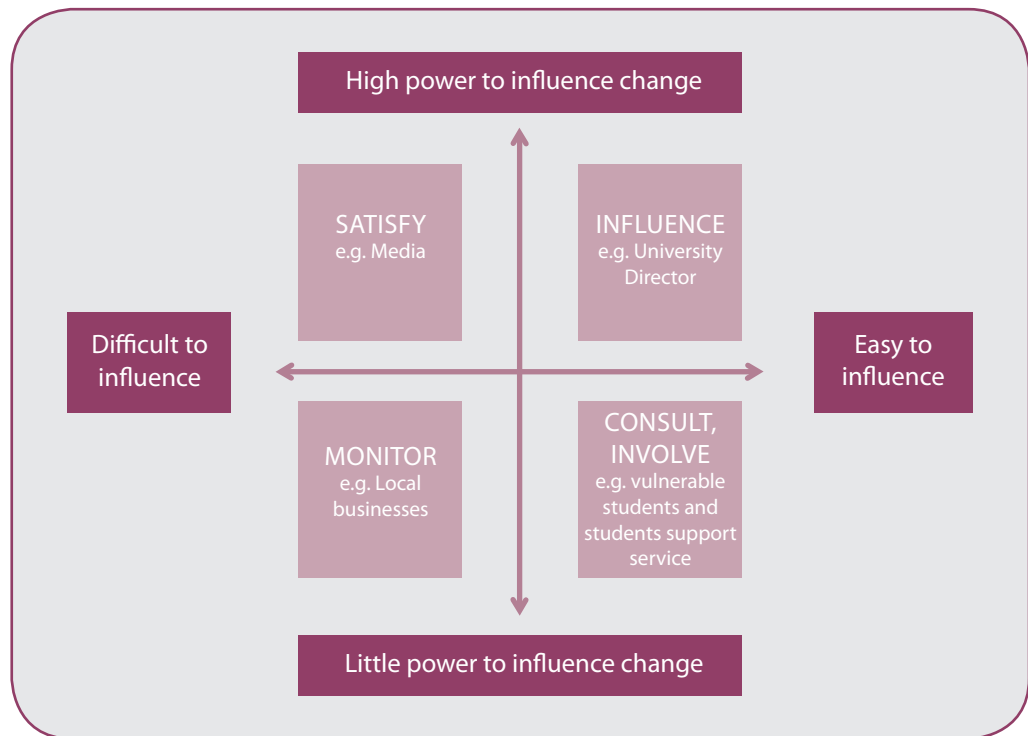 High power to influence change
SATISFY
e.g. Media
INFLUENCE
e.g. University
Director
Difficult to
influence
Easy to
influence
MONITOR
e.g. Local
businesses
CONSULT,
INVOLVE
e.g. vulnerable
students and
students support
service
Little power to influence change